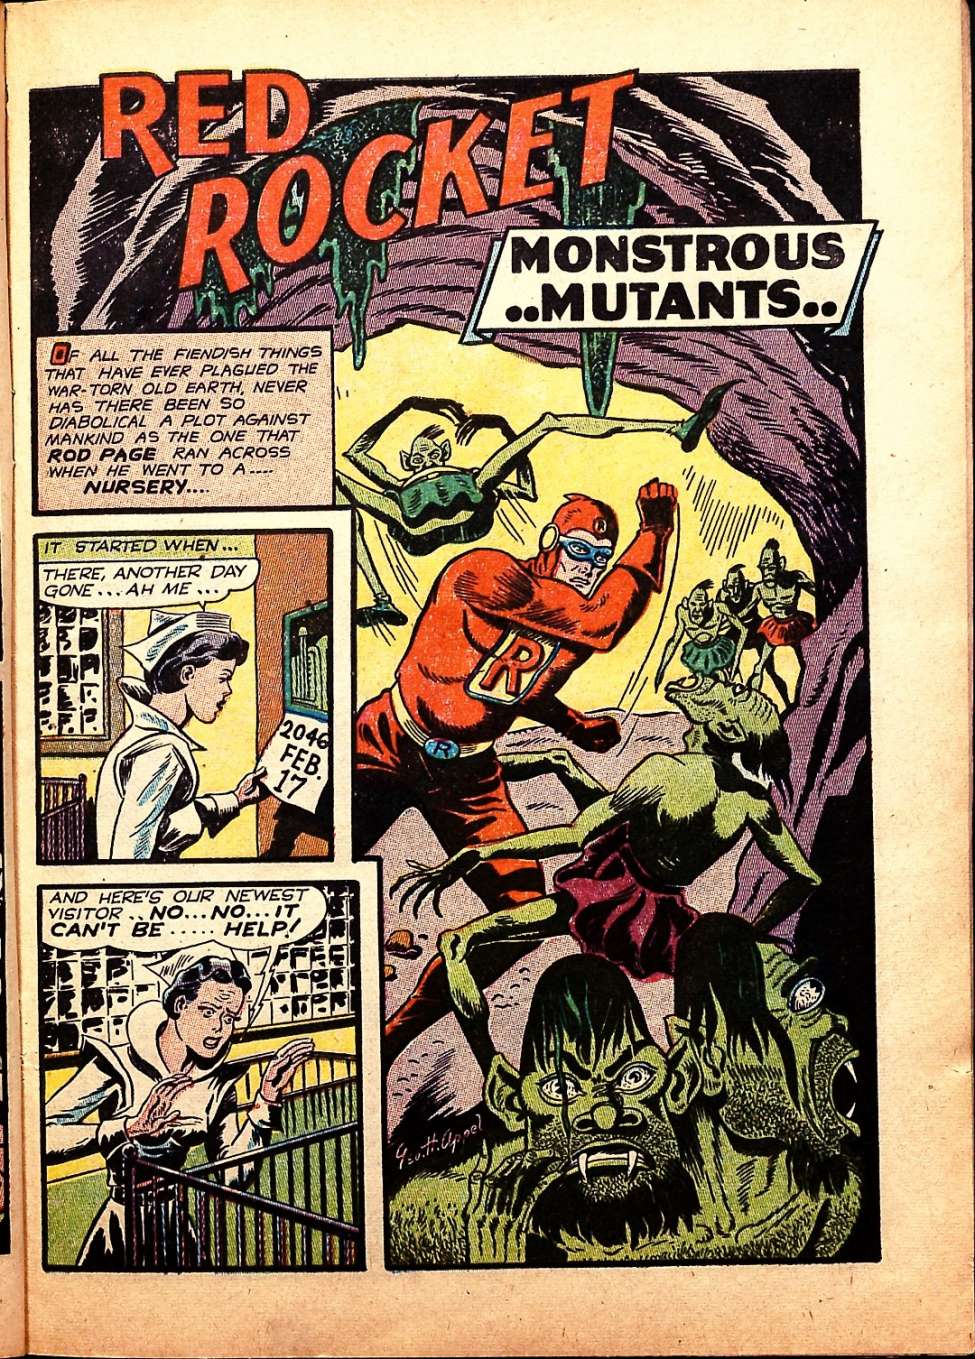 RED
ROCKET
MONSTROUS
..MUTANTS..
OF ALL THE FIENDISH THINGS
THAT HAVE EVER PLAGUED THE
WAR-TORN OLD EARTH, NEVER
HAS THERE BEEN SO
DIABOLICAL A PLOT AGAINST
MANKIND AS THE ONE THAT
ROD PAGE RAN ACROSS
WHEN HE WENT TO A....
NURSERY....
IT STARTED WHEN...
THERE, ANOTHER DAY
GONE... AH ME...
2046
FEB.
17
AND HERE'S OUR NEWEST
VISITOR.. NO... NO... IT
CAN'T BE ..... HELP!
R
R
Appel